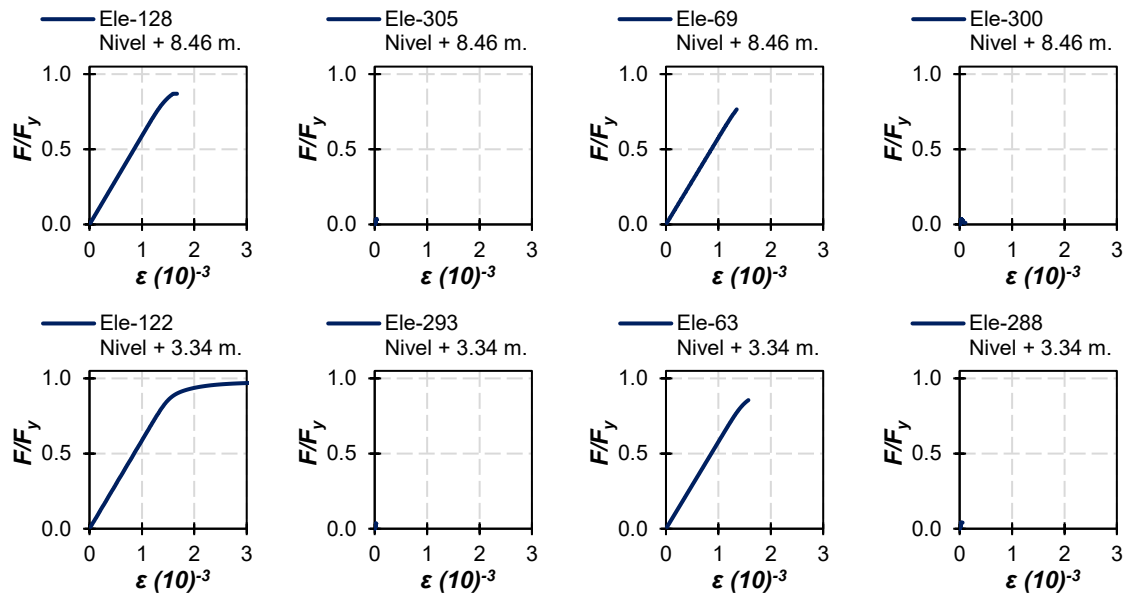 Ele-128
Nivel + 8.46 m.
1.0
F/Fy
0.5
0.0
0 1 2 3
ε (10)-3
Ele-305
Nivel + 8.46 m.
1.0
F/Fy
0.5
0.0
0 1 2 3
ε (10)-3
Ele-69
Nivel + 8.46 m.
1.0
F/Fy
0.5
0.0
0 1 2 3
ε (10)-3
Ele-300
Nivel + 8.46 m.
1.0
F/Fy
0.5
0.0
0 1 2 3
ε (10)-3
Ele-122
Nivel + 3.34 m.
1.0
F/Fy
0.5
0.0
0 1 2 3
ε (10)-3
Ele-293
Nivel + 3.34 m.
1.0
F/Fy
0.5
0.0
0 1 2 3
ε (10)-3
Ele-63
Nivel + 3.34 m.
1.0
F/Fy
0.5
0.0
0 1 2 3
ε (10)-3
Ele-288
Nivel + 3.34 m.
1.0
F/Fy
0.5
0.0
0 1 2 3
ε (10)-3